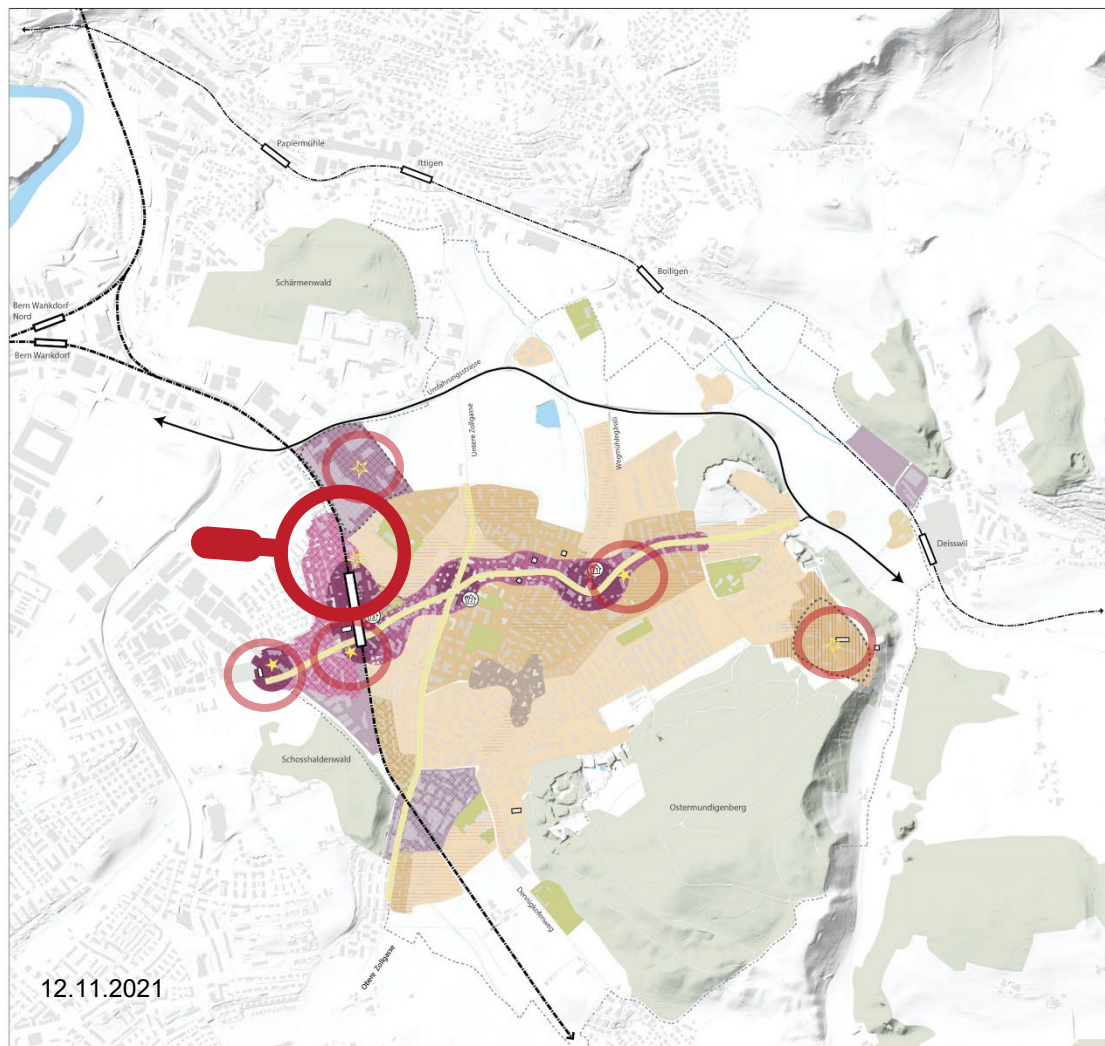 Papiermühle
Ittigen
Bolligen
Schärmenwald
Bern Wankdorf
Nord
Bern Wankdorf
Umfahrungsstrasse
Untere Zollgasse
Wegmühlegässli
Deisswil
Schosshaldenwald
Ostermundigenberg
Dennigkofenweg
Obere Zollgasse
12.11.2021